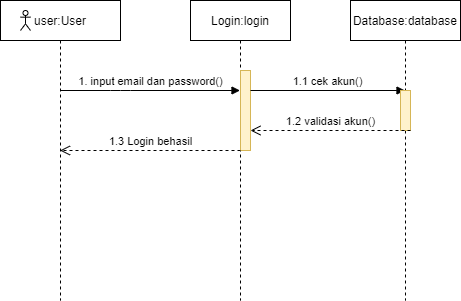 user:User
Login:login
Database:database
1. input email dan password()
1.1 cek akun()
1.2 validasi akun()
1.3 Login behasil